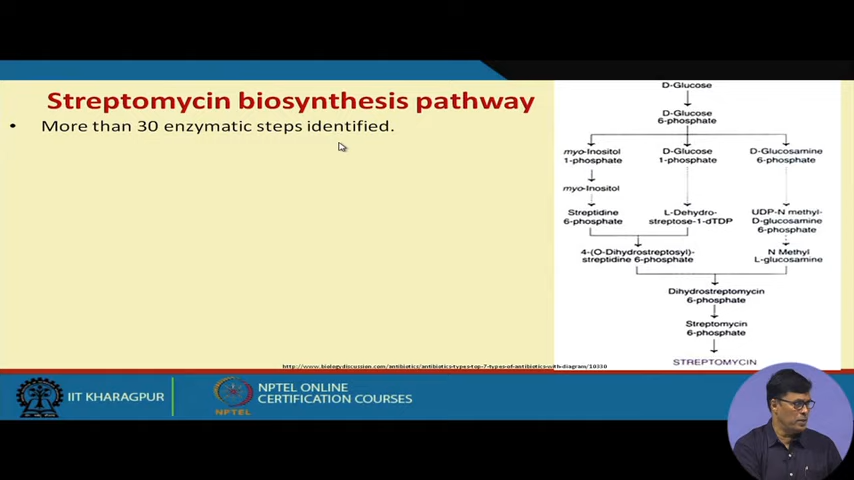 Streptomycin biosynthesis pathway
• More than 30 enzymatic steps identified.
D-Glucose
D-Glucose
6-phosphate
myo-Inositol
1-phosphate
D-Glucose
1-phosphate
D-Glucosamine
6-phosphate
myo-Inositol
Streptidine
6-phosphate
L-Dehydro-
streptose-1-dTDP
UDP-N methyl-
D-glucosamine
6-phosphate
4-(O-Dihydrostreptosyl)-
streptidine 6-phosphate
N Methyl
L-glucosamine
Dihydrostreptomycin
6-phosphate
Streptomycin
6-phosphate
STREPTOMYCIN
http://www.biologydiscussion.com/antibiotics/antibiotics-types-top-7-types-of-antibiotics-with-diagram/10330
IIT KHARAGPUR
NPTEL
NPTEL ONLINE
CERTIFICATION COURSES